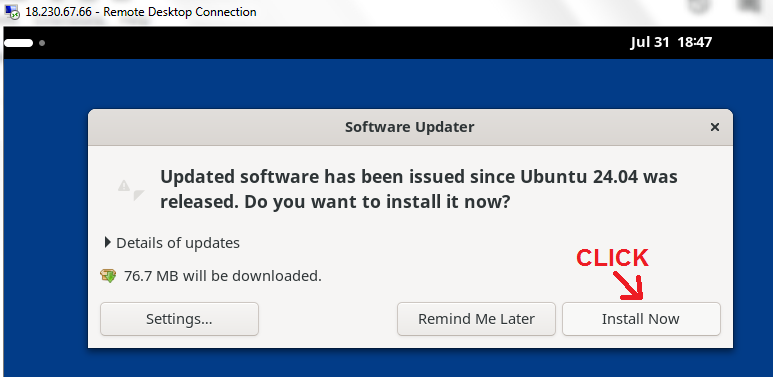 18.230.67.66 - Remote Desktop Connection
Jul 31 18:47
Software Updater
Updated software has been issued since Ubuntu 24.04 was
released. Do you want to install it now?
Details of updates
76.7 MB will be downloaded.
CLICK
Settings...
Remind Me Later
Install Now